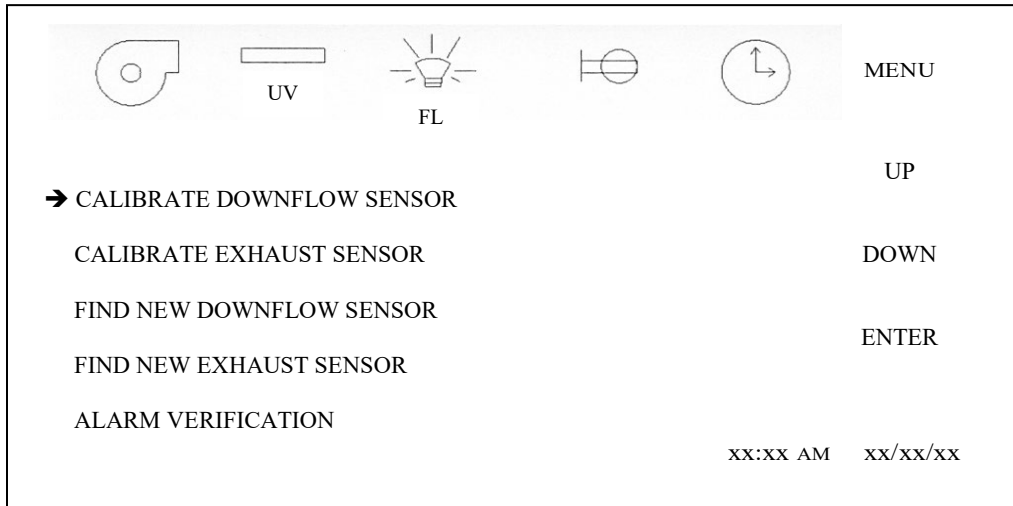 MENU
UV
FL
UP
➔ CALIBRATE DOWNFLOW SENSOR
CALIBRATE EXHAUST SENSOR
DOWN
FIND NEW DOWNFLOW SENSOR
ENTER
FIND NEW EXHAUST SENSOR
ALARM VERIFICATION
xx:xx AM xx/xx/xx